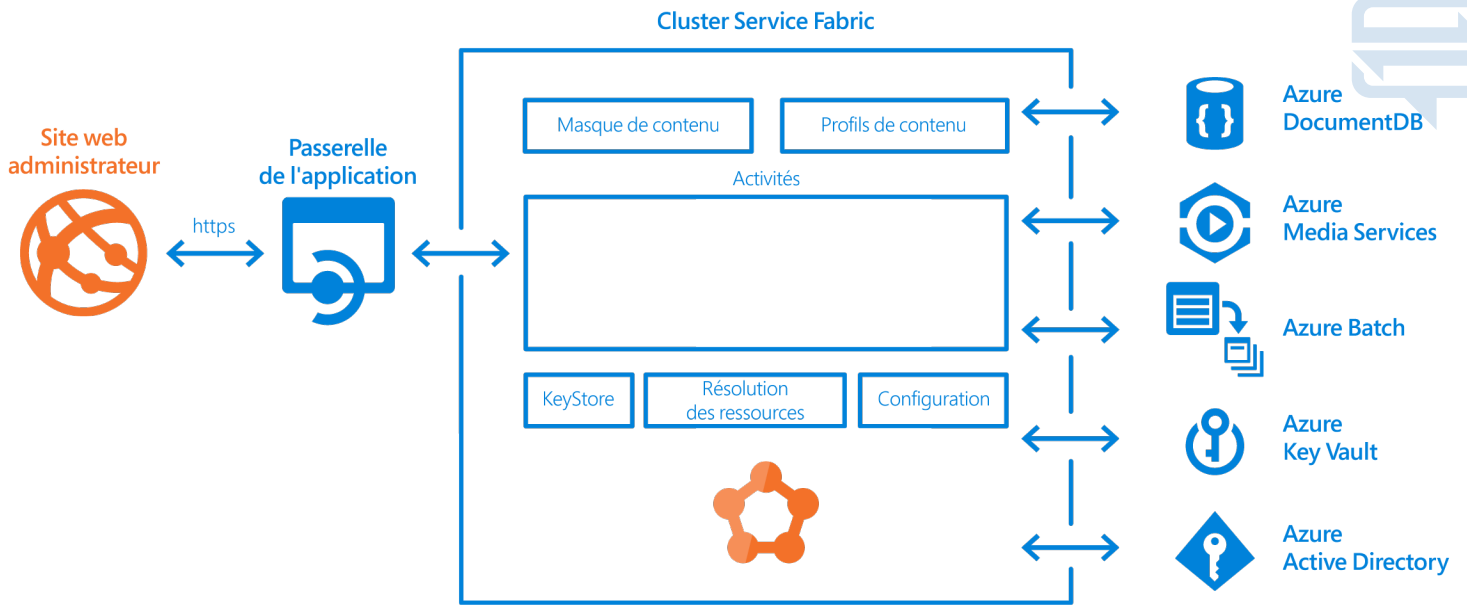 Cluster Service Fabric
Site web
administrateur
https
Passerelle
de l'application
Masque de contenu
Profils de contenu
Activités
KeyStore
Résolution
des ressources
Configuration
Azure
DocumentDB
Azure
Media Services
Azure Batch
Azure
Key Vault
Azure
Active Directory